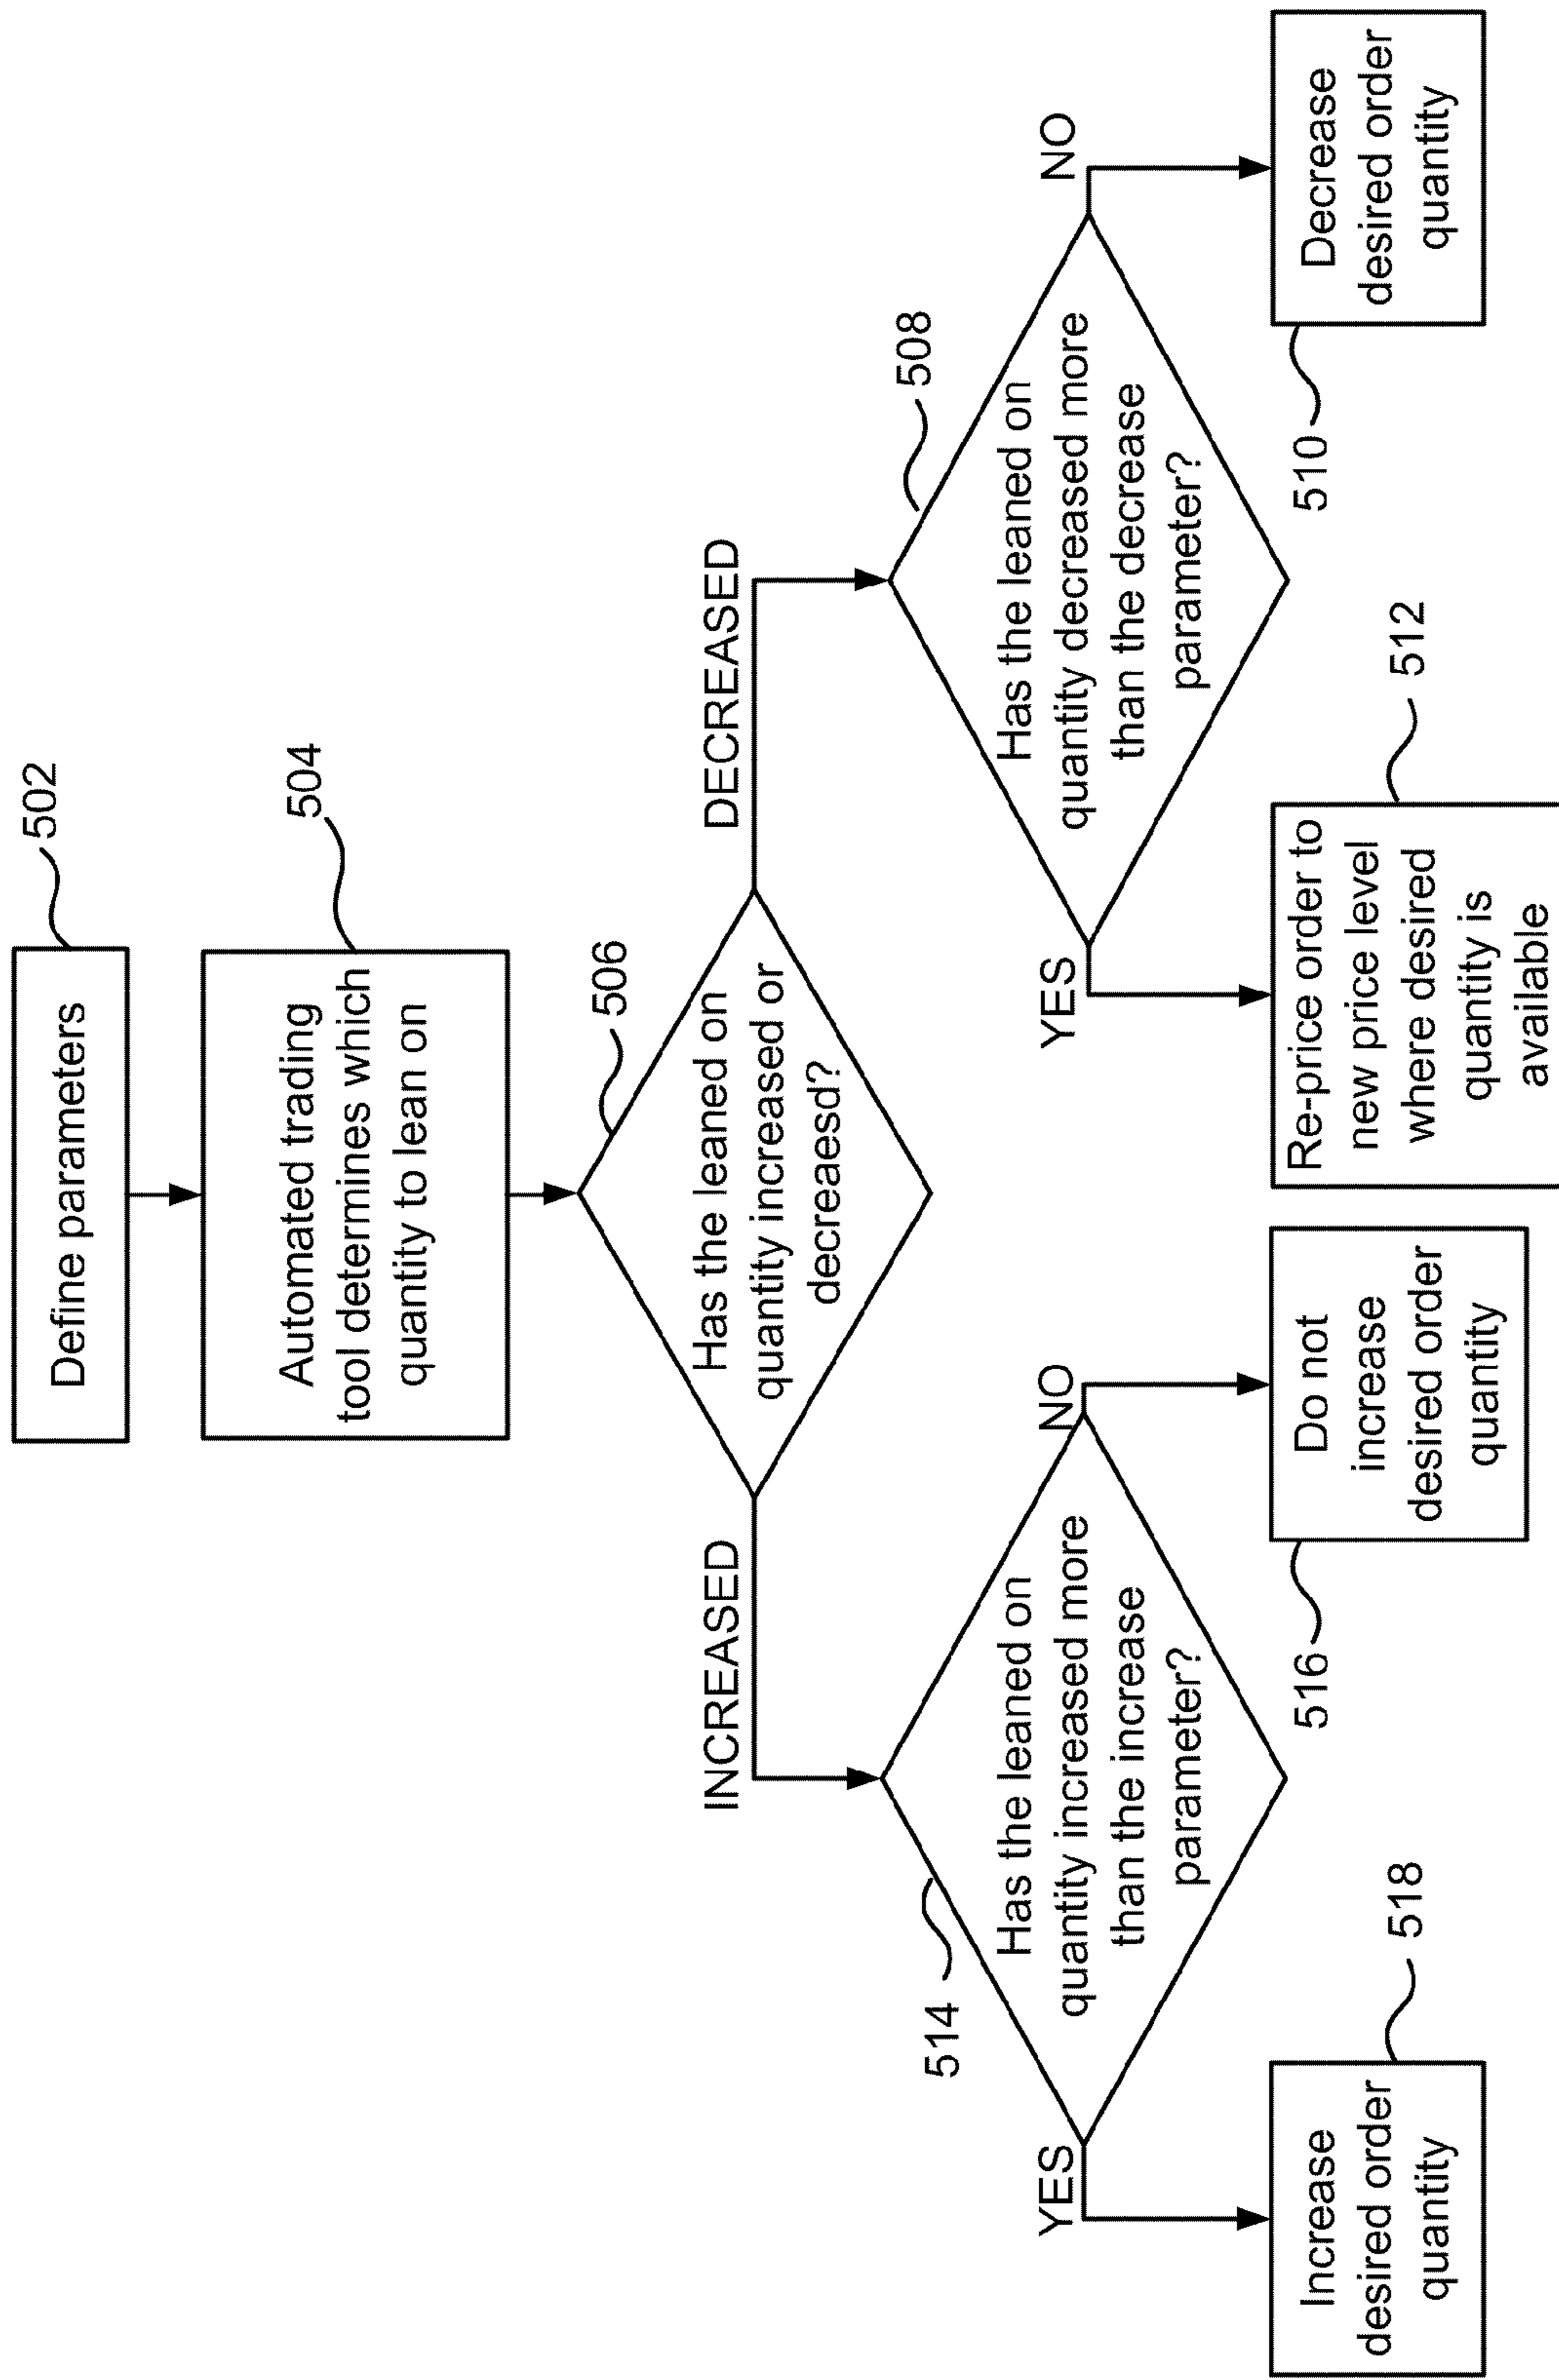 502
Define parameters
504
Automated trading
tool determines which
quantity to lean on
506
Has the leaned on
quantity increased or
decreaesd?
INCREASED
DECREASED
514
Has the leaned on
quantity increased more
than the increase
parameter?
508
Has the leaned on
quantity decreased more
than the decrease
parameter?
YES
NO
YES
NO
518
Increase
desired order
quantity
516
Do not
increase
desired order
quantity
512
Re-price order to
new price level
where desired
quantity is
available
510
Decrease
desired order
quantity